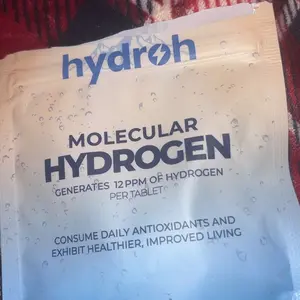 hydroh
MOLECULAR
HYDROGEN
GENERATES 12 PPM OF HYDROGEN
PER TABLET
CONSUME DAILY ANTIOXIDANTS AND
EXHIBIT HEALTHIER, IMPROVED LIVING